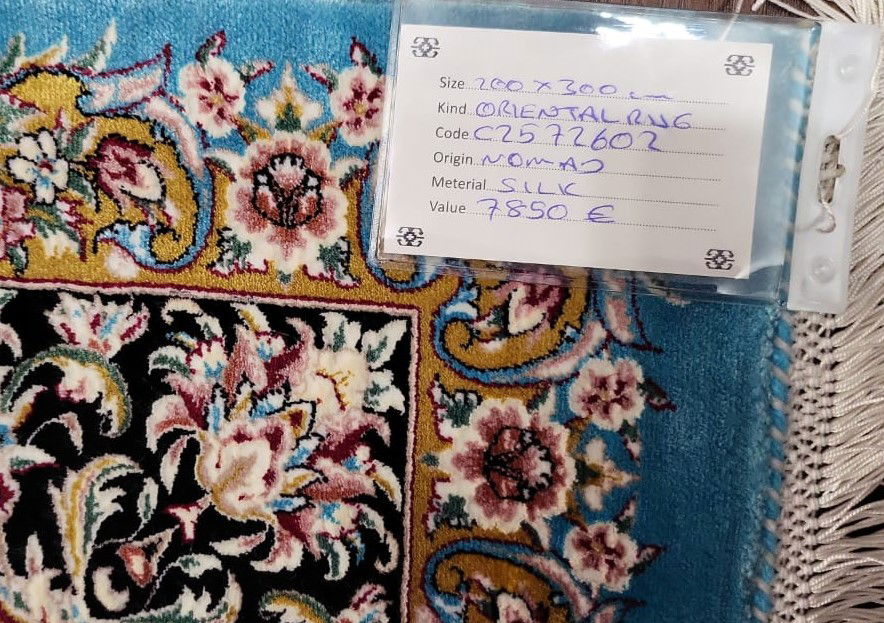 Size 200 x 300 cm
Kind ORIENTAL RUG
Code C2572602
Origin NOMAD
Meterial SILK
Value 7850 €